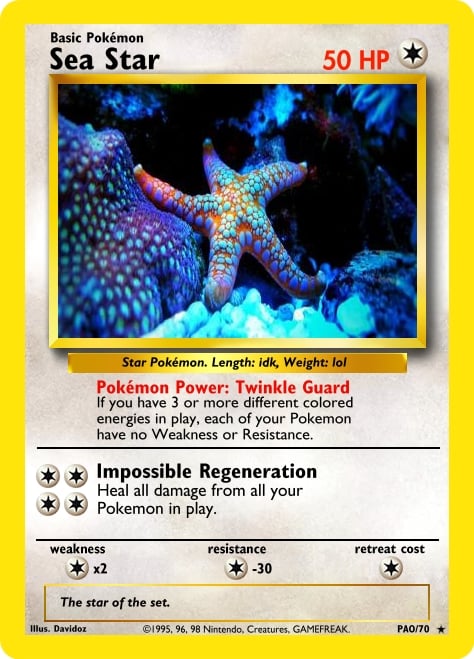 Basic Pokémon
Sea Star
50 HP
Star Pokémon. Length: idk, Weight: lol
Pokémon Power: Twinkle Guard
If you have 3 or more different colored
energies in play, each of your Pokemon
have no Weakness or Resistance.
Impossible Regeneration
Heal all damage from all your
Pokemon in play.
weakness resistance retreat cost
x2 -30
The star of the set.
Illus. Davidoz ©1995, 96, 98 Nintendo, Creatures, GAMEFREAK. PAO/70